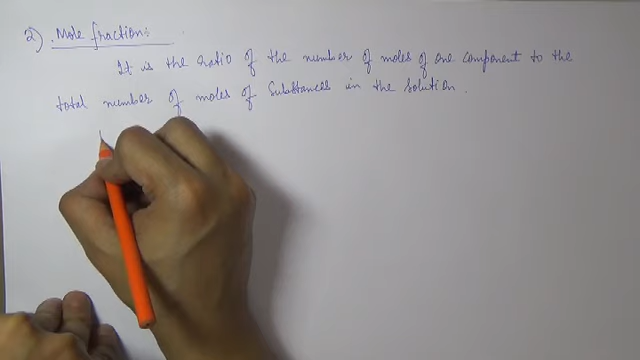 2) Mole fractions
It is the ratio of the number of moles of one component to the
total number of moles of Substances in the solution.